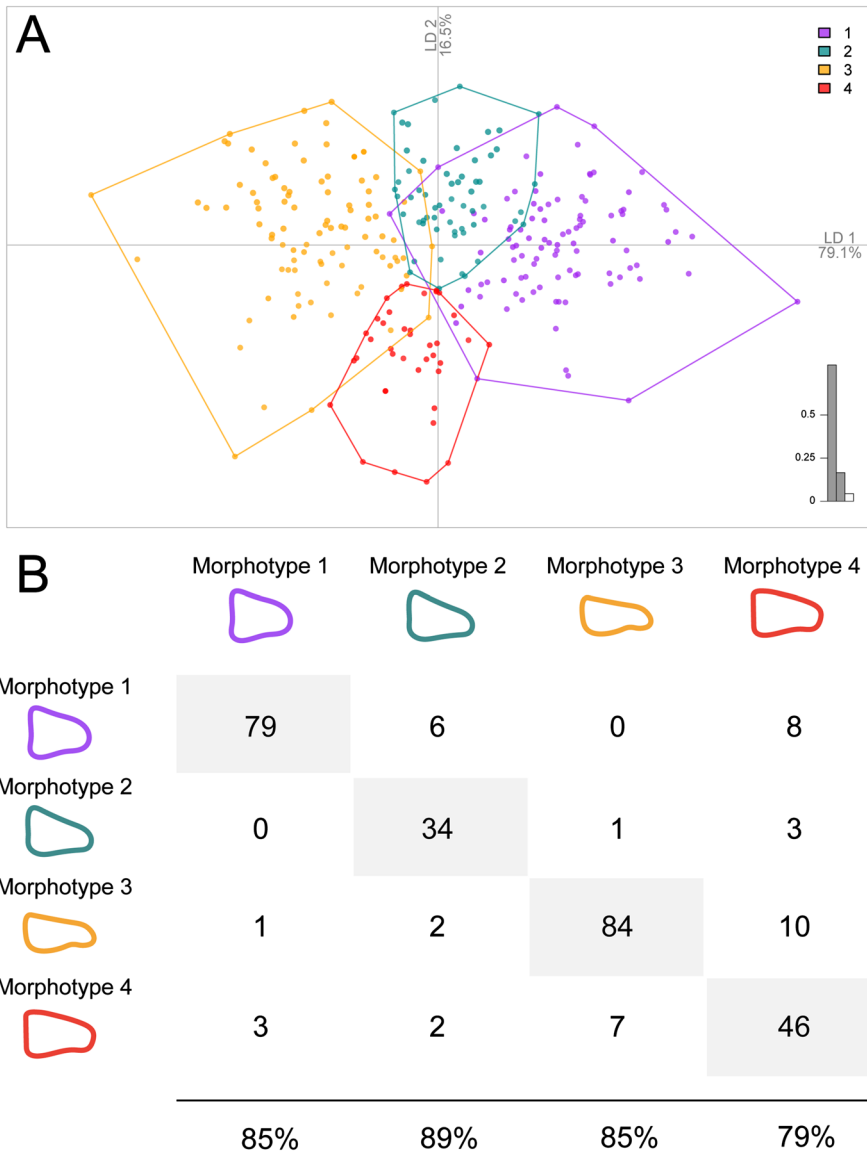 A
LD 2
16.5%
1
2
3
4
LD 1
79.1%
0.5
0.25
0
B
Morphotype 1 Morphotype 2 Morphotype 3 Morphotype 4
Morphotype 1
79 6 0 8
Morphotype 2
0 34 1 3
Morphotype 3
1 2 84 10
Morphotype 4
3 2 7 46
85% 89% 85% 79%